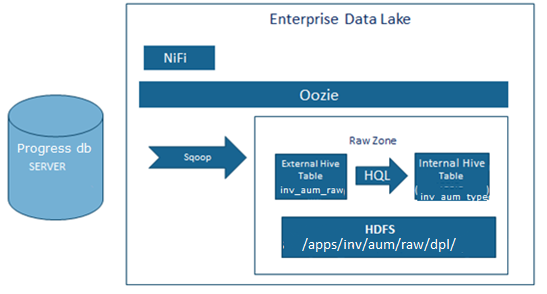 Enterprise Data Lake
NiFi
Oozie
Progress db
SERVER
Sqoop
Raw Zone
External Hive
Table
inv_aum_raw
HQL
Internal Hive
Table
inv_aum_type
HDFS
/apps/inv/aum/raw/dpl/